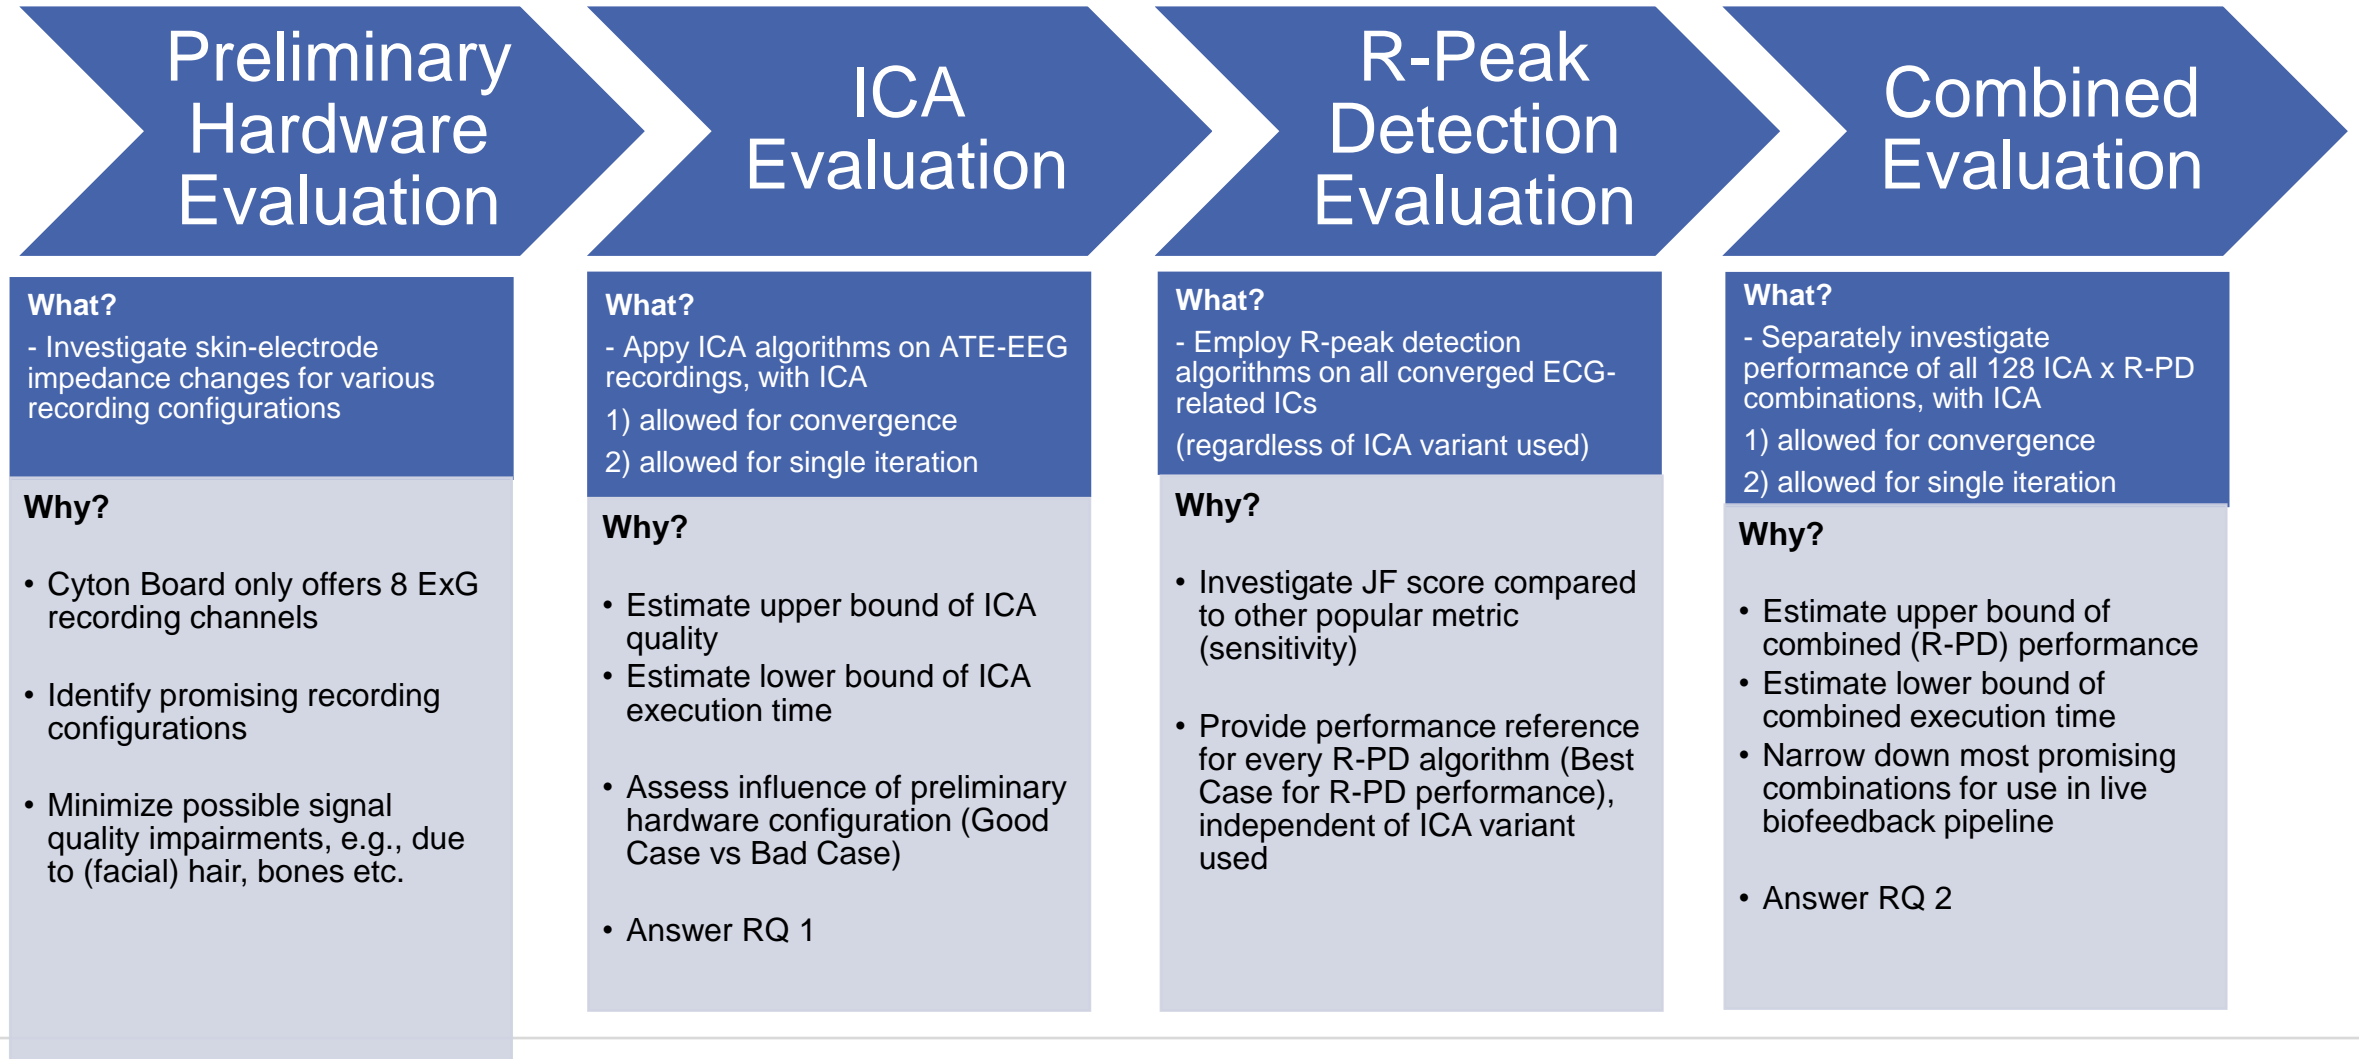 Preliminary
Hardware
Evaluation
What?
- Investigate skin-electrode
impedance changes for various
recording configurations
Why?
• Cyton Board only offers 8 ExG
recording channels
• Identify promising recording
configurations
• Minimize possible signal
quality impairments, e.g., due
to (facial) hair, bones etc.
ICA
Evaluation
What?
- Appy ICA algorithms on ATE-EEG
recordings, with ICA
1) allowed for convergence
2) allowed for single iteration
Why?
• Estimate upper bound of ICA
quality
• Estimate lower bound of ICA
execution time
• Assess influence of preliminary
hardware configuration (Good
Case vs Bad Case)
• Answer RQ 1
R-Peak
Detection
Evaluation
What?
- Employ R-peak detection
algorithms on all converged ECG-
related ICs
(regardless of ICA variant used)
Why?
• Investigate JF score compared
to other popular metric
(sensitivity)
• Provide performance reference
for every R-PD algorithm (Best
Case for R-PD performance),
independent of ICA variant
used
Combined
Evaluation
What?
- Separately investigate
performance of all 128 ICA x R-PD
combinations, with ICA
1) allowed for convergence
2) allowed for single iteration
Why?
• Estimate upper bound of
combined (R-PD) performance
• Estimate lower bound of
combined execution time
• Narrow down most promising
combinations for use in live
biofeedback pipeline
• Answer RQ 2